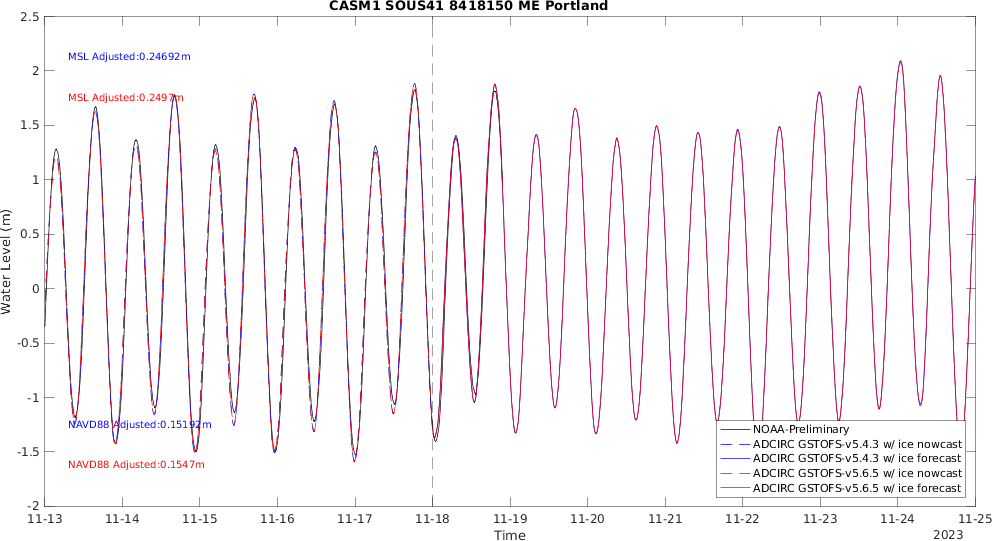 CASM1 SOUS41 8418150 ME Portland
2.5
2
1.5
1
0.5
0
-0.5
-1
-1.5
-2
Water Level (m)
MSL Adjusted:0.24692m
MSL Adjusted:0.2497m
NAVD88 Adjusted:0.15192m
NAVD88 Adjusted:0.1547m
NOAA-Preliminary
ADCIRC GSTOFS-v5.4.3 w/ ice nowcast
ADCIRC GSTOFS-v5.4.3 w/ ice forecast
ADCIRC GSTOFS-v5.6.5 w/ ice nowcast
ADCIRC GSTOFS-v5.6.5 w/ ice forecast
11-13 11-14 11-15 11-16 11-17 11-18 11-19 11-20 11-21 11-22 11-23 11-24 11-25
Time
2023